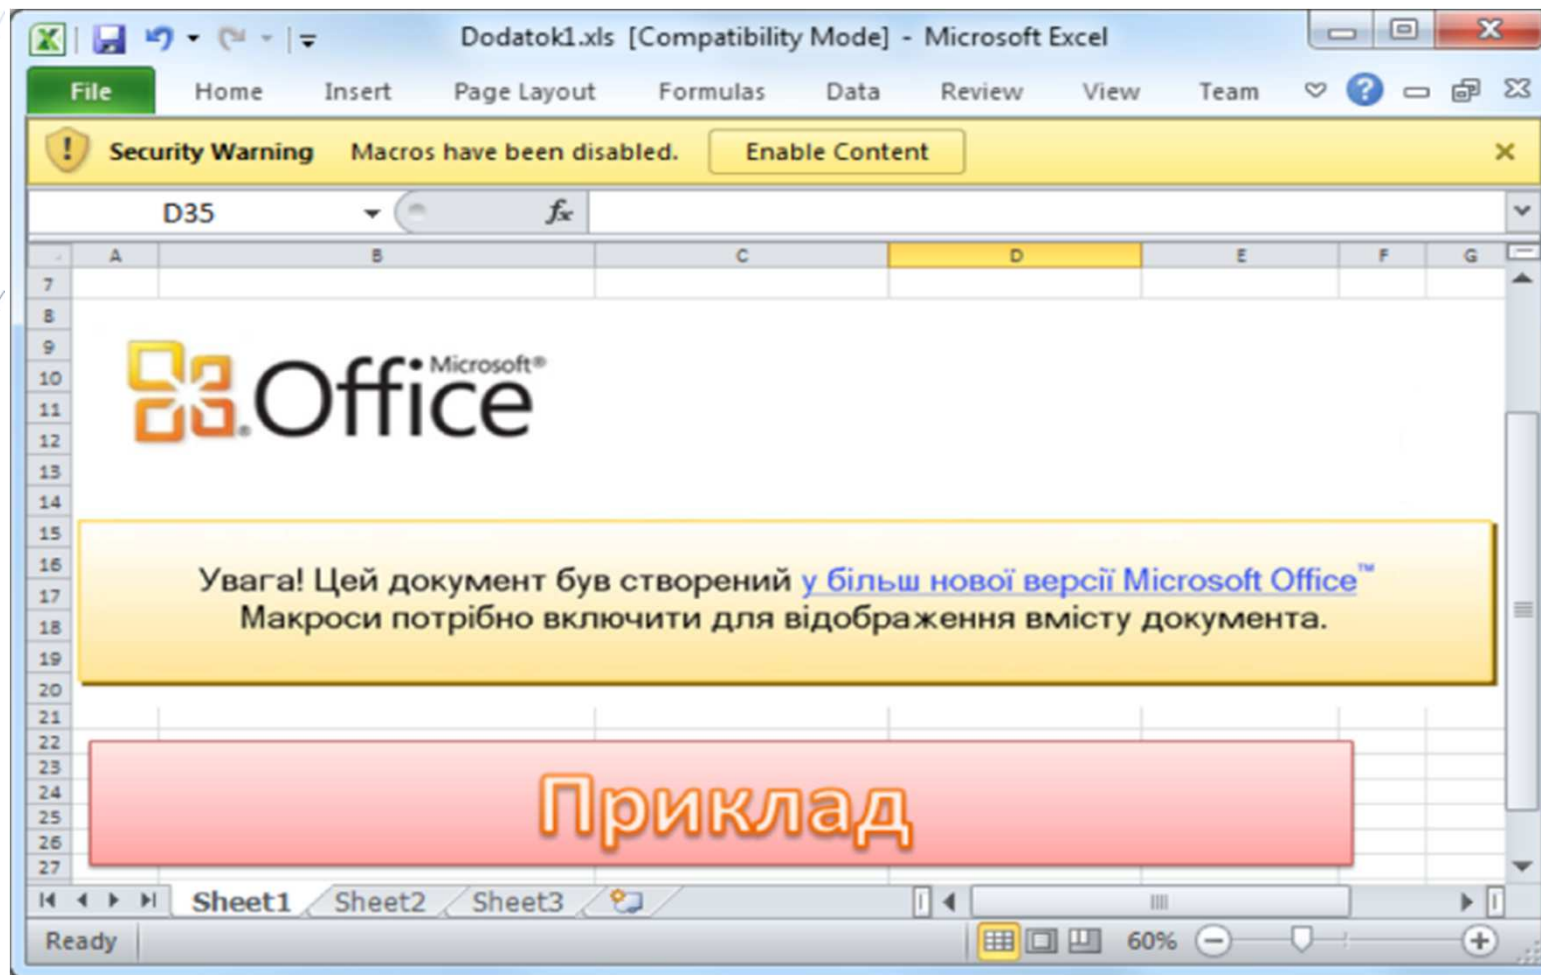 Dodatok1.xls [Compatibility Mode] - Microsoft Excel
File Home Insert Page Layout Formulas Data Review View Team
! Security Warning Macros have been disabled. Enable Content
D35 fx
A B C D E F G
7
8
9
10
11
12
13
14
15
16
17
18
19
20
21
22
23
24
25
26
27
Microsoft®
Office
Увага! Цей документ був створений у більш нової версії Microsoft Office™
Макроси потрібно включити для відображення вмісту документа.
Приклад
Sheet1 Sheet2 Sheet3
Ready 60%